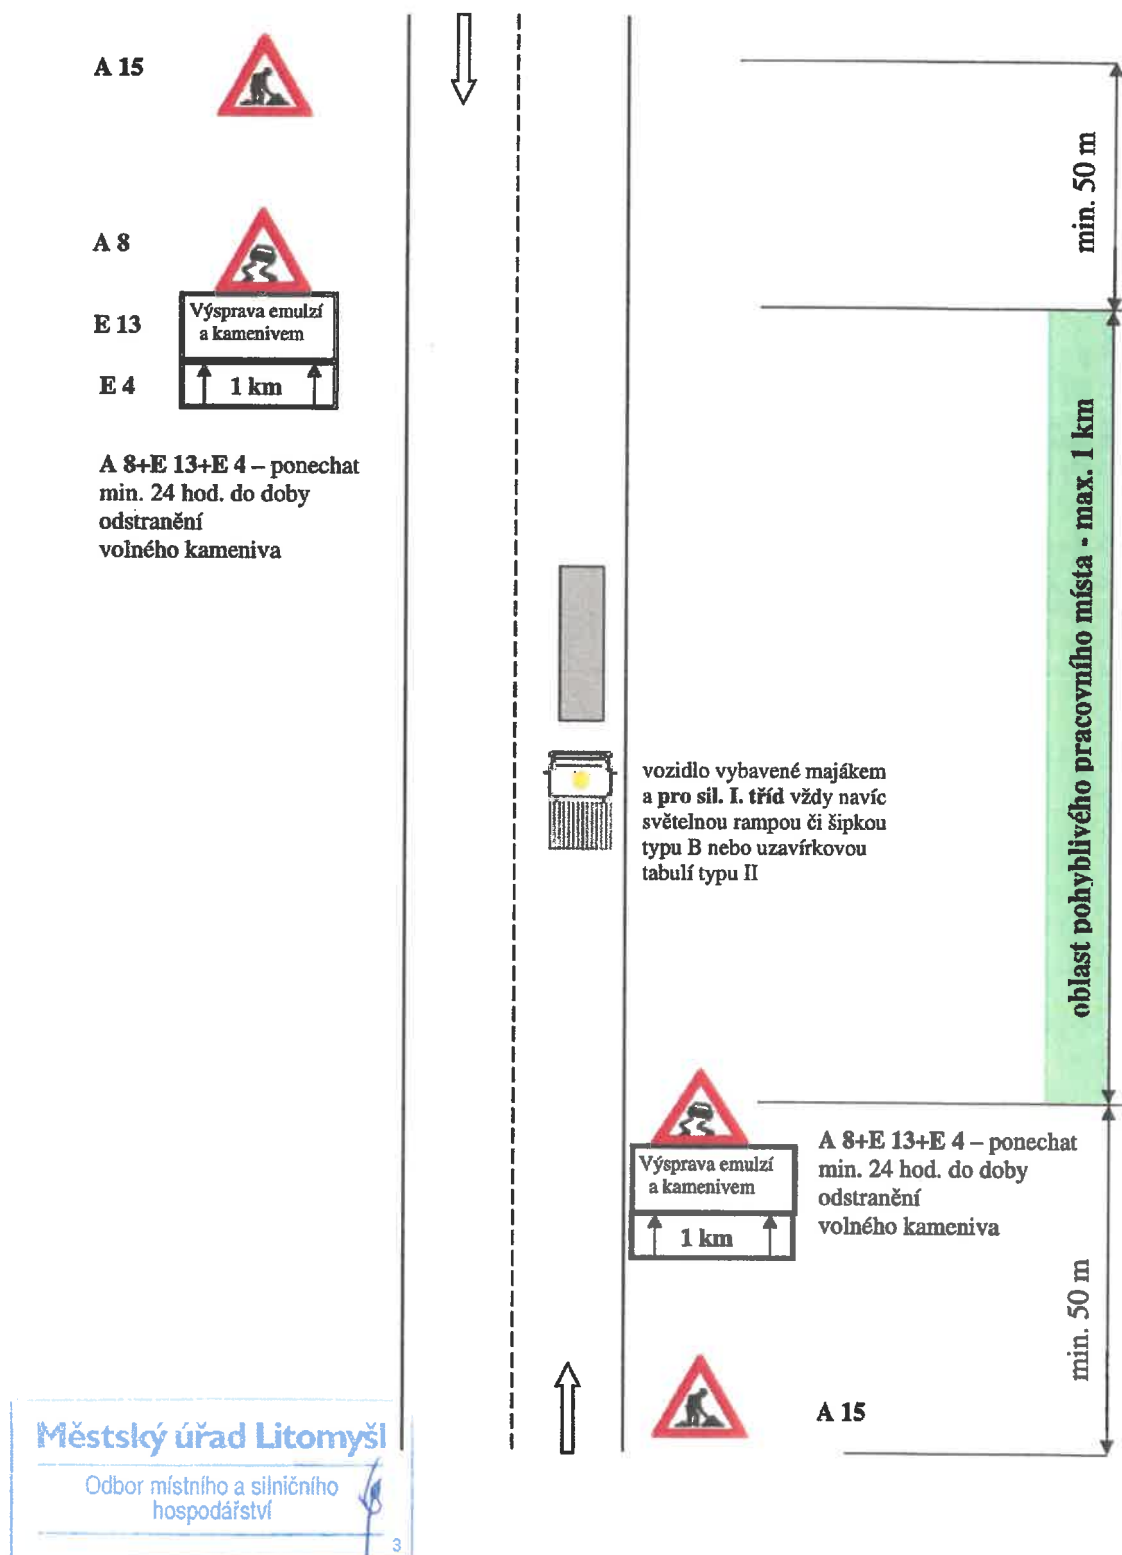 A 15
min. 50 m
A 8
Výsprava emulzí
a kamenivem
E 13
E 4
1 km
A 8+E 13+E 4 – ponechat
min. 24 hod. do doby
odstranění
volného kameniva
oblast pohyblivého pracovního místa - max. 1 km
vozidlo vybavené majákem
a pro sil. I. tříd vždy navíc
světelnou rampou či šipkou
typu B nebo uzavírkovou
tabulí typu II
Výsprava emulzí
a kamenivem
1 km
A 8+E 13+E 4 – ponechat
min. 24 hod. do doby
odstranění
volného kameniva
min. 50 m
A 15
Městský úřad Litomyšl
Odbor místního a silničního
hospodářství
3